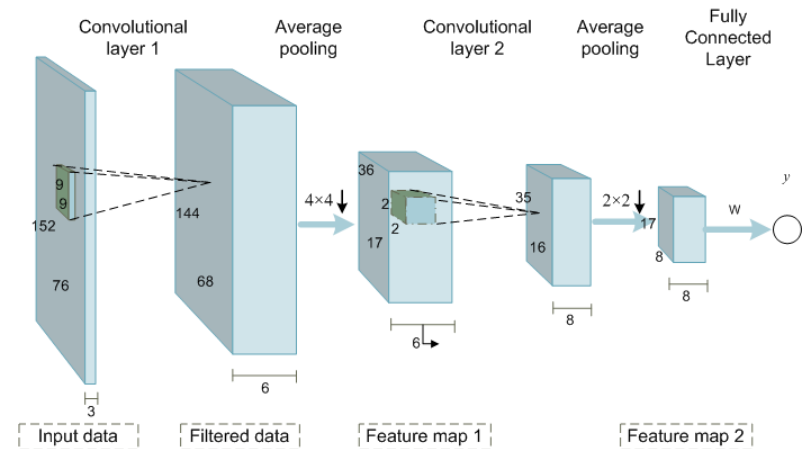 Convolutional
layer 1
Average
pooling
Convolutional
layer 2
Average
pooling
Fully
Connected
Layer
9
9
152
76
3
144
68
6
4×4
36
2
2
17
6
35
16
8
2×2
17
8
8
W
y
Input data
Filtered data
Feature map 1
Feature map 2